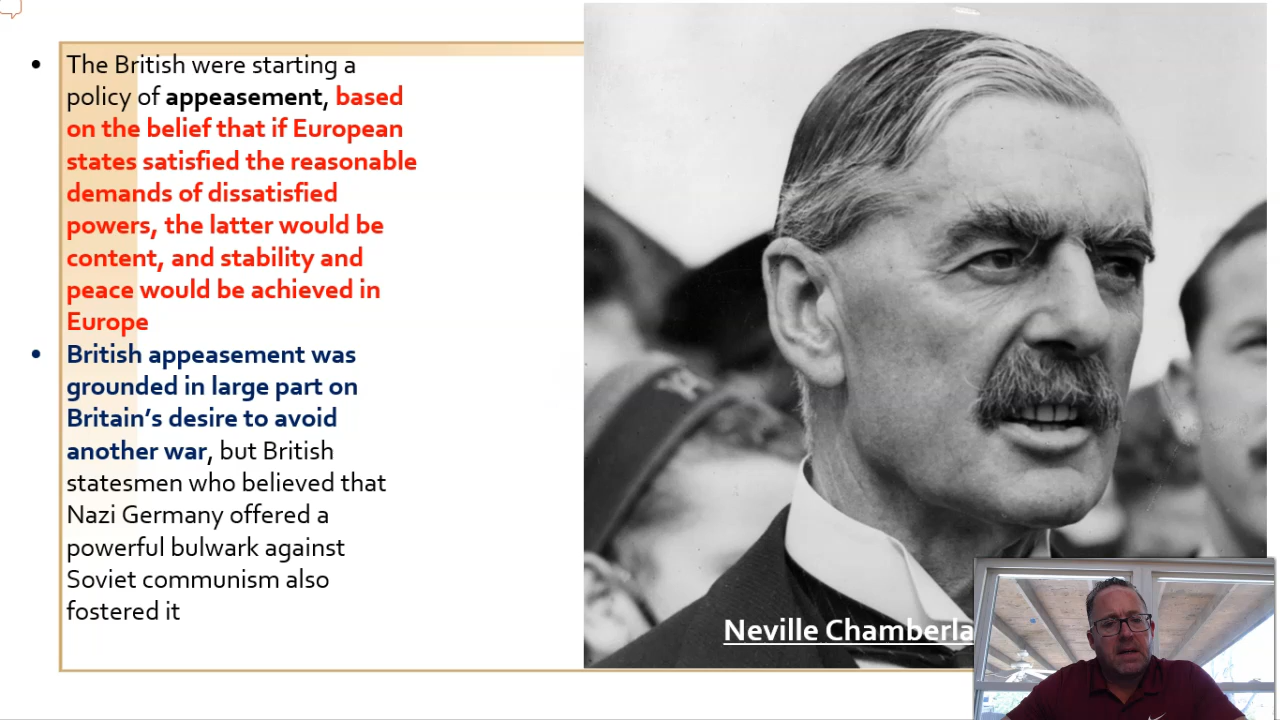 The British were starting a
policy of appeasement, based
on the belief that if European
states satisfied the reasonable
demands of dissatisfied
powers, the latter would be
content, and stability and
peace would be achieved in
Europe
British appeasement was
grounded in large part on
Britain's desire to avoid
another war, but British
statesmen who believed that
Nazi Germany offered a
powerful bulwark against
Soviet communism also
fostered it
Neville Chamberla